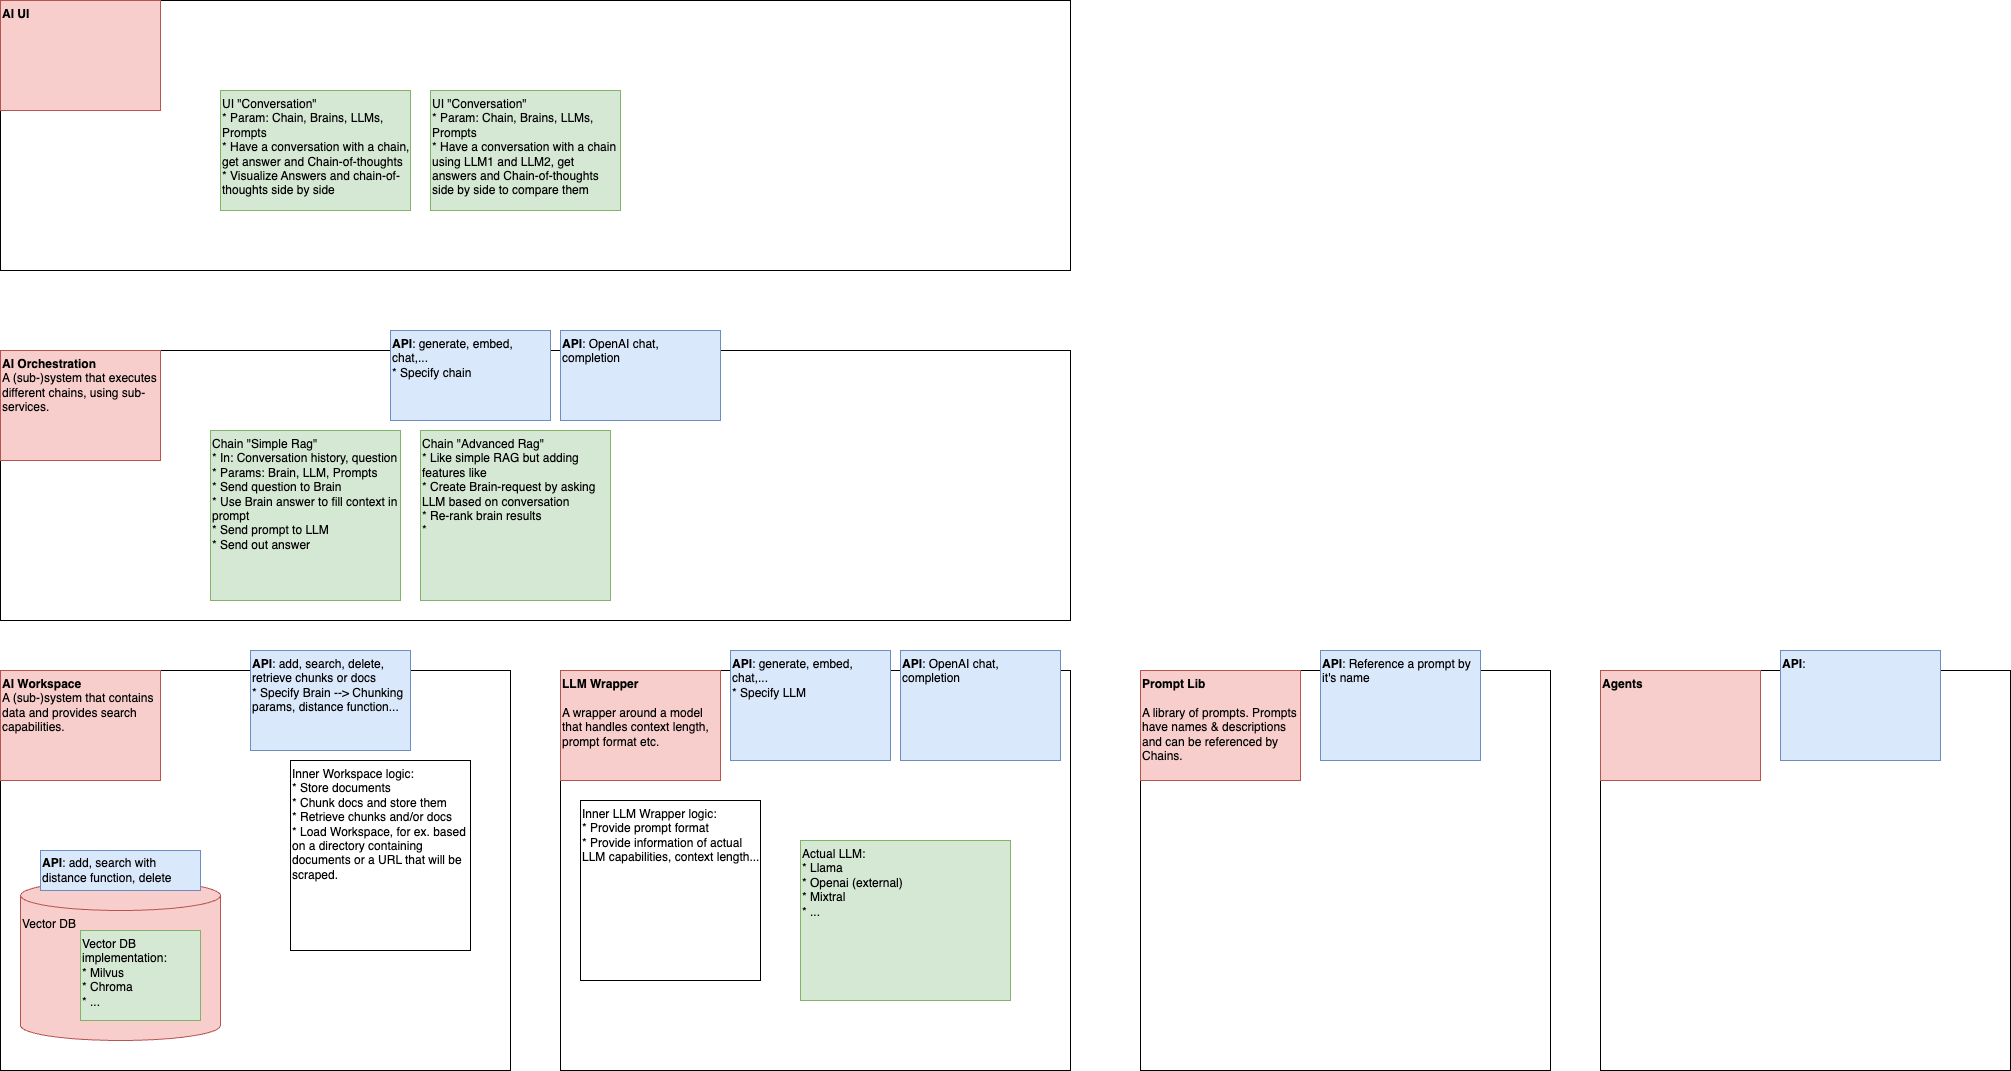 AI UI
UI "Conversation"
* Param: Chain, Brains, LLMs,
Prompts
* Have a conversation with a chain,
get answer and Chain-of-thoughts
* Visualize Answers and chain-of-
thoughts side by side
UI "Conversation"
* Param: Chain, Brains, LLMs,
Prompts
* Have a conversation with a chain
using LLM1 and LLM2, get
answers and Chain-of-thoughts
side by side to compare them
AI Orchestration
A (sub-)system that executes
different chains, using sub-
services.
API: generate, embed,
chat,...
* Specify chain
API: OpenAI chat,
completion
Chain "Simple Rag"
* In: Conversation history, question
* Params: Brain, LLM, Prompts
* Send question to Brain
* Use Brain answer to fill context in
prompt
* Send prompt to LLM
* Send out answer
Chain "Advanced Rag"
* Like simple RAG but adding
features like
* Create Brain-request by asking
LLM based on conversation
* Re-rank brain results
*
AI Workspace
A (sub-)system that contains
data and provides search
capabilities.
API: add, search, delete,
retrieve chunks or docs
* Specify Brain --> Chunking
params, distance function...
Inner Workspace logic:
* Store documents
* Chunk docs and store them
* Retrieve chunks and/or docs
* Load Workspace, for ex. based
on a directory containing
documents or a URL that will be
scraped.
API: add, search with
distance function, delete
Vector DB
Vector DB
implementation:
* Milvus
* Chroma
* ...
LLM Wrapper
A wrapper around a model
that handles context length,
prompt format etc.
API: generate, embed,
chat,...
* Specify LLM
API: OpenAI chat,
completion
Inner LLM Wrapper logic:
* Provide prompt format
* Provide information of actual
LLM capabilities, context length...
Actual LLM:
* Llama
* Openai (external)
* Mixtral
* ...
Prompt Lib
A library of prompts. Prompts
have names & descriptions
and can be referenced by
Chains.
API: Reference a prompt by
it's name
Agents
API: